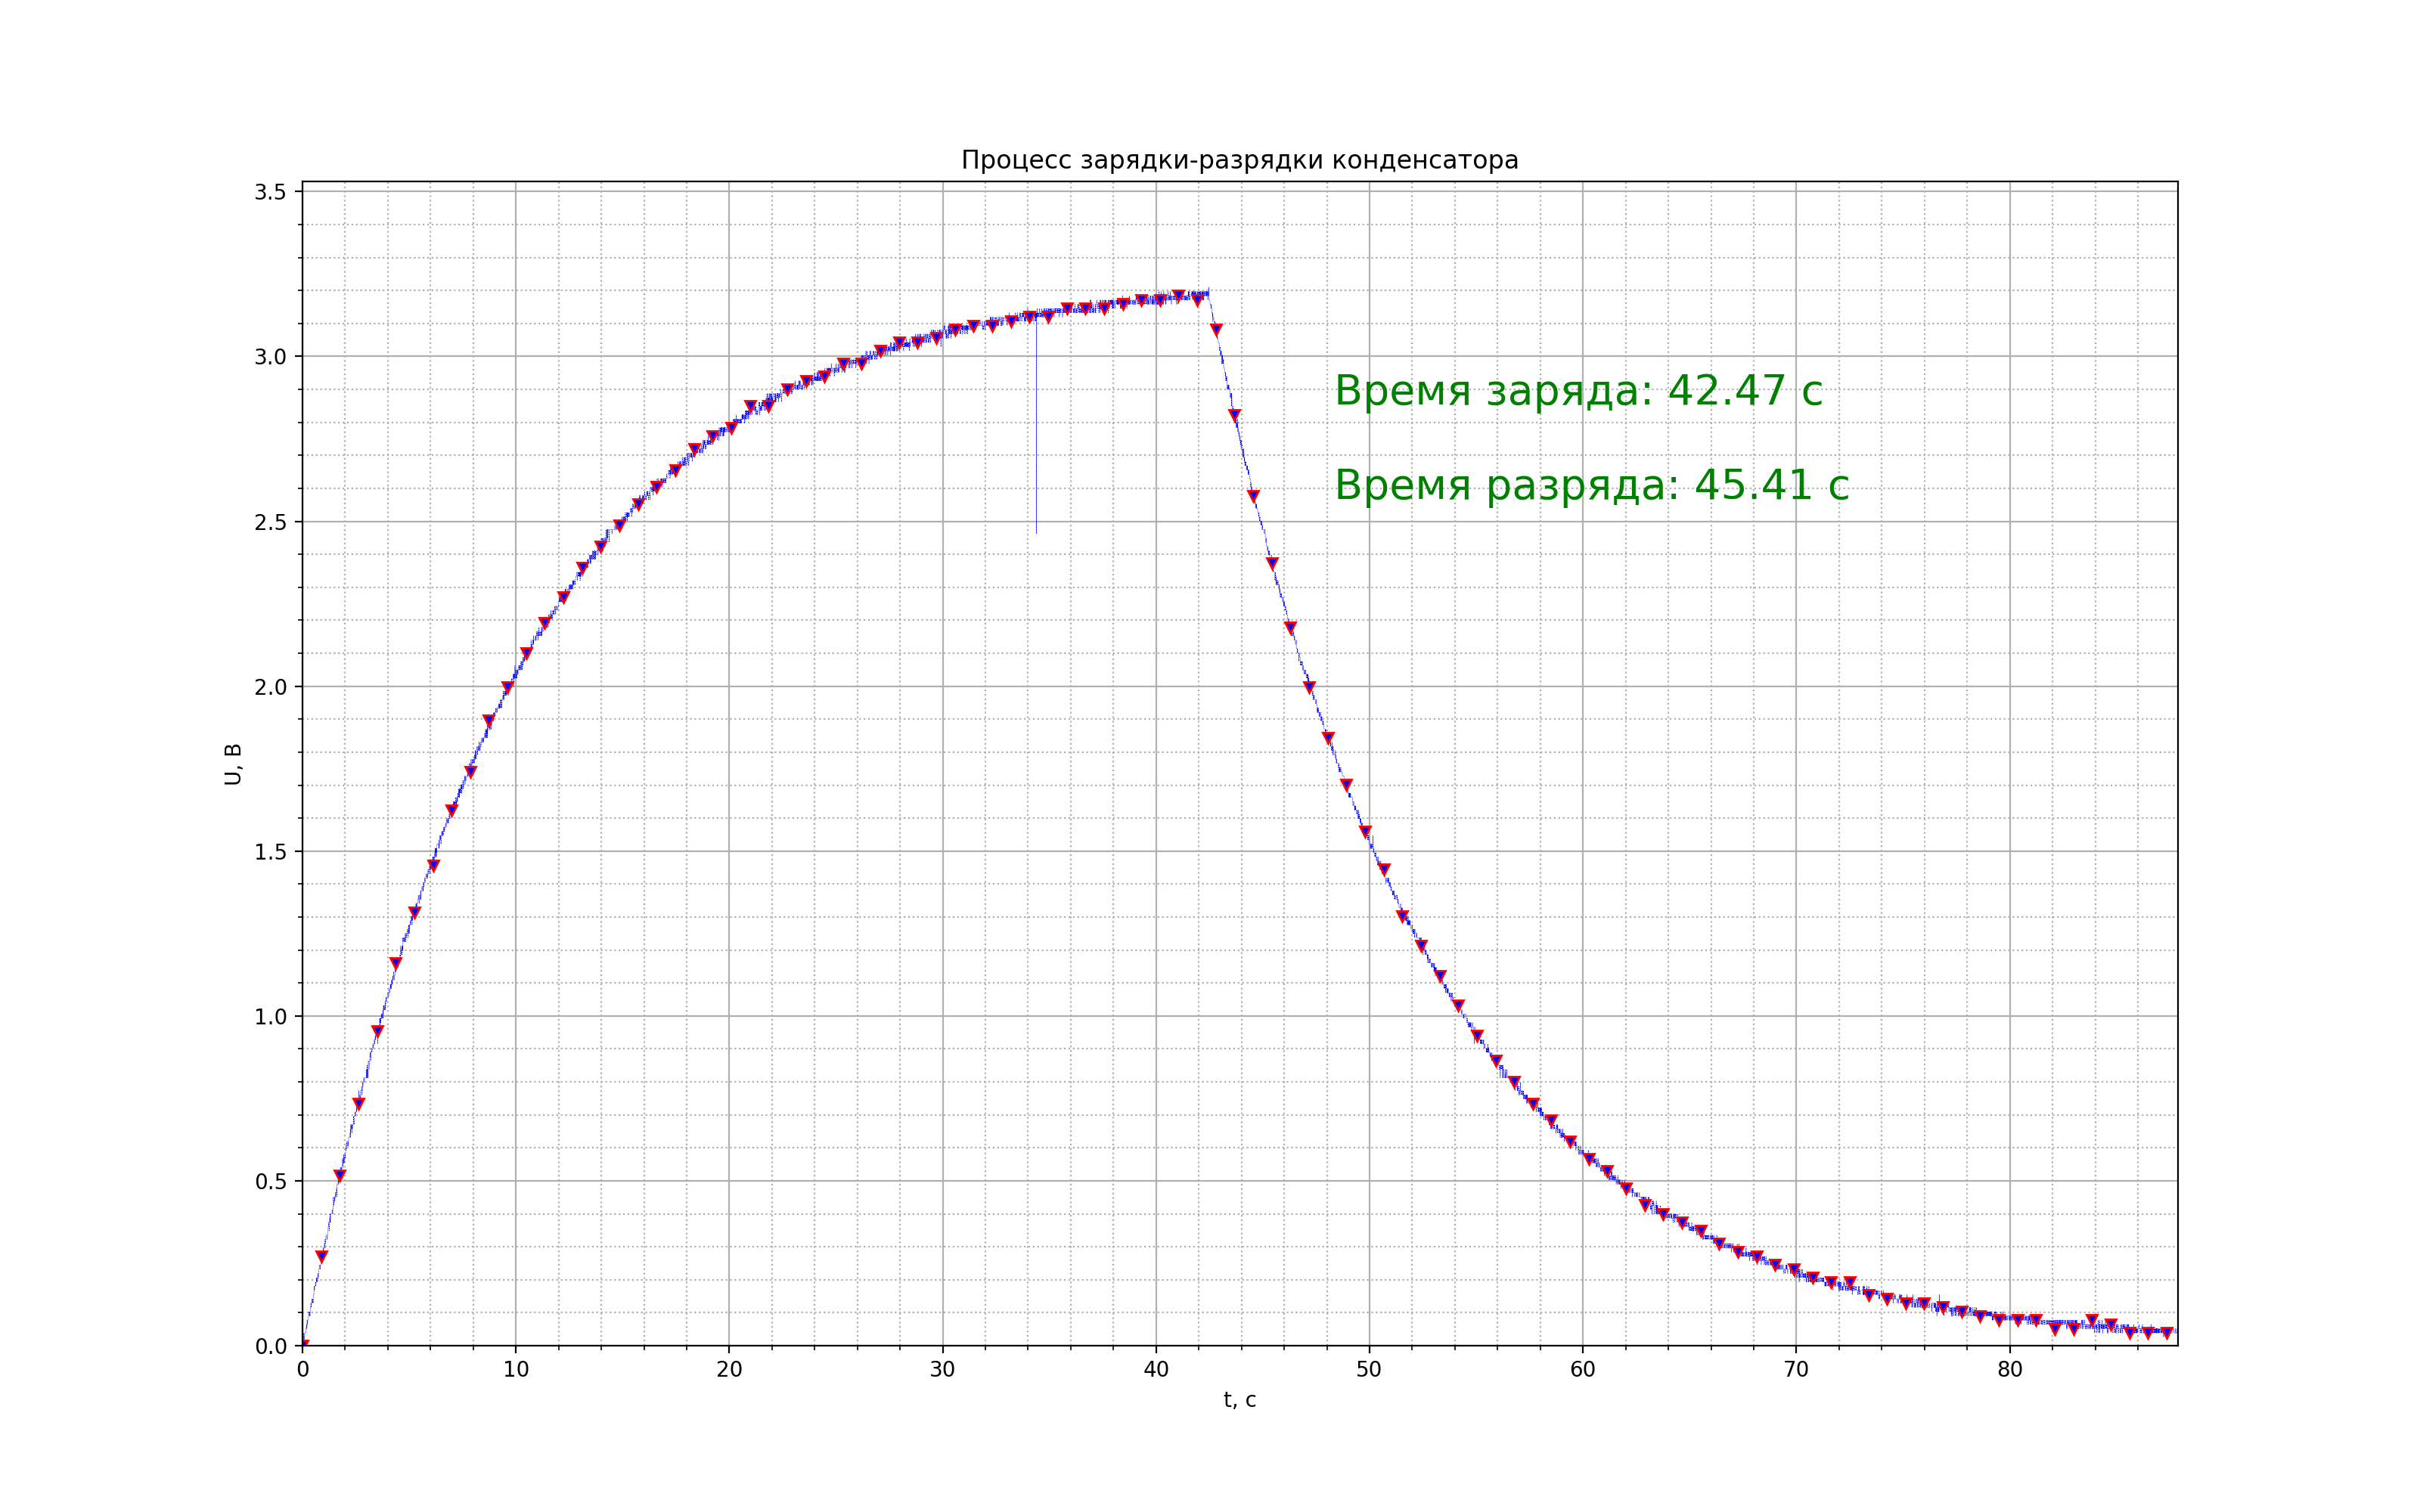 Процесс зарядки-разрядки конденсатора
3.5
3.0
2.5
2.0
1.5
1.0
0.5
0.0
U, В
Время заряда: 42.47 с
Время разряда: 45.41 с
0 10 20 30 40 50 60 70 80
t, с